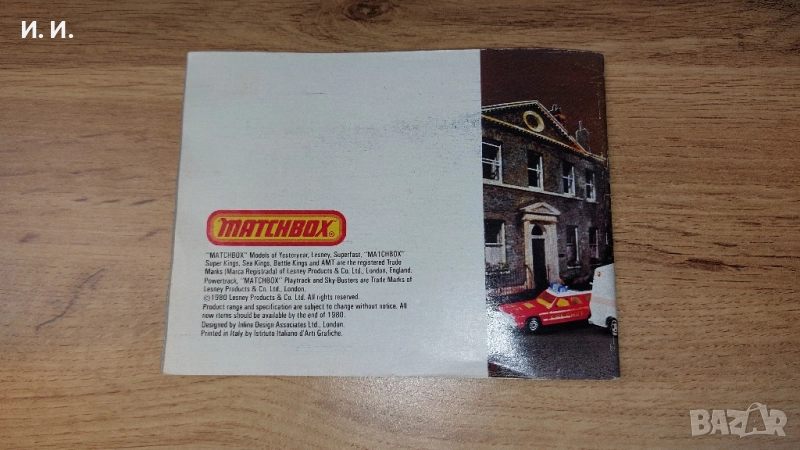 И. И.
MATCHBOX
"MATCHBOX" Models of Yesteryear, Lesney, Superfast, "MATCHBOX"
Super Kings, Sea Kings, Battle Kings and AMT are the registered Trade
Marks (Marca Registrada) of Lesney Products & Co. Ltd., London, England.
Powertrack, "MATCHBOX" Playtrack and Sky-Busters are Trade Marks of
Lesney Products & Co. Ltd., London.
©1980 Lesney Products & Co. Ltd. All rights reserved.
Product range and specification are subject to change without notice. All
new items should be available by the end of 1980.
Designed by Inline Design Associates Ltd., London.
Printed in Italy by Istituto Italiano d'Arti Grafiche.
BAZAR